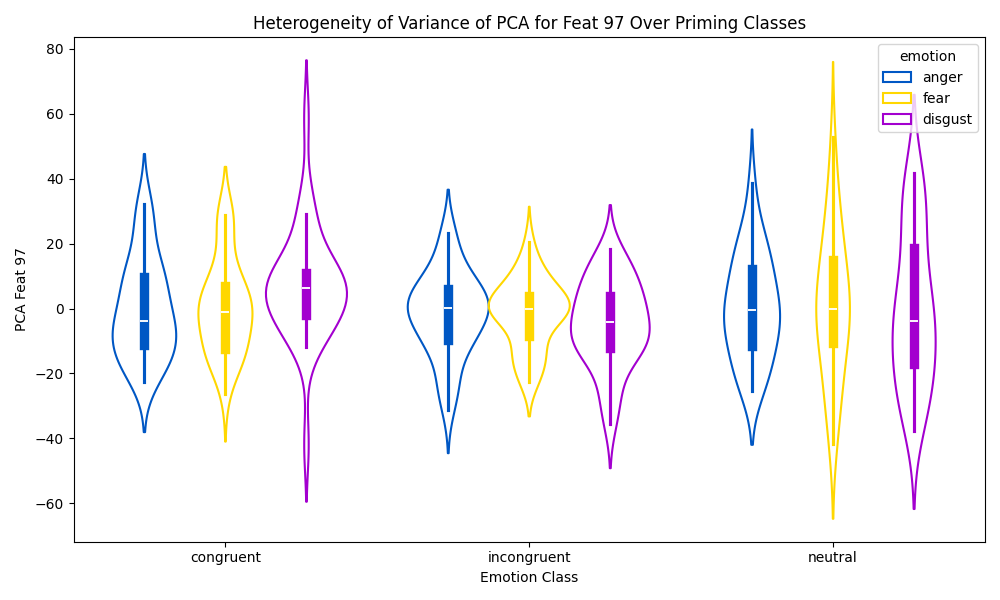 Heterogeneity of Variance of PCA for Feat 97 Over Priming Classes
emotion
anger
fear
disgust
PCA Feat 97
80
60
40
20
0
−20
−40
−60
congruent
incongruent
neutral
Emotion Class